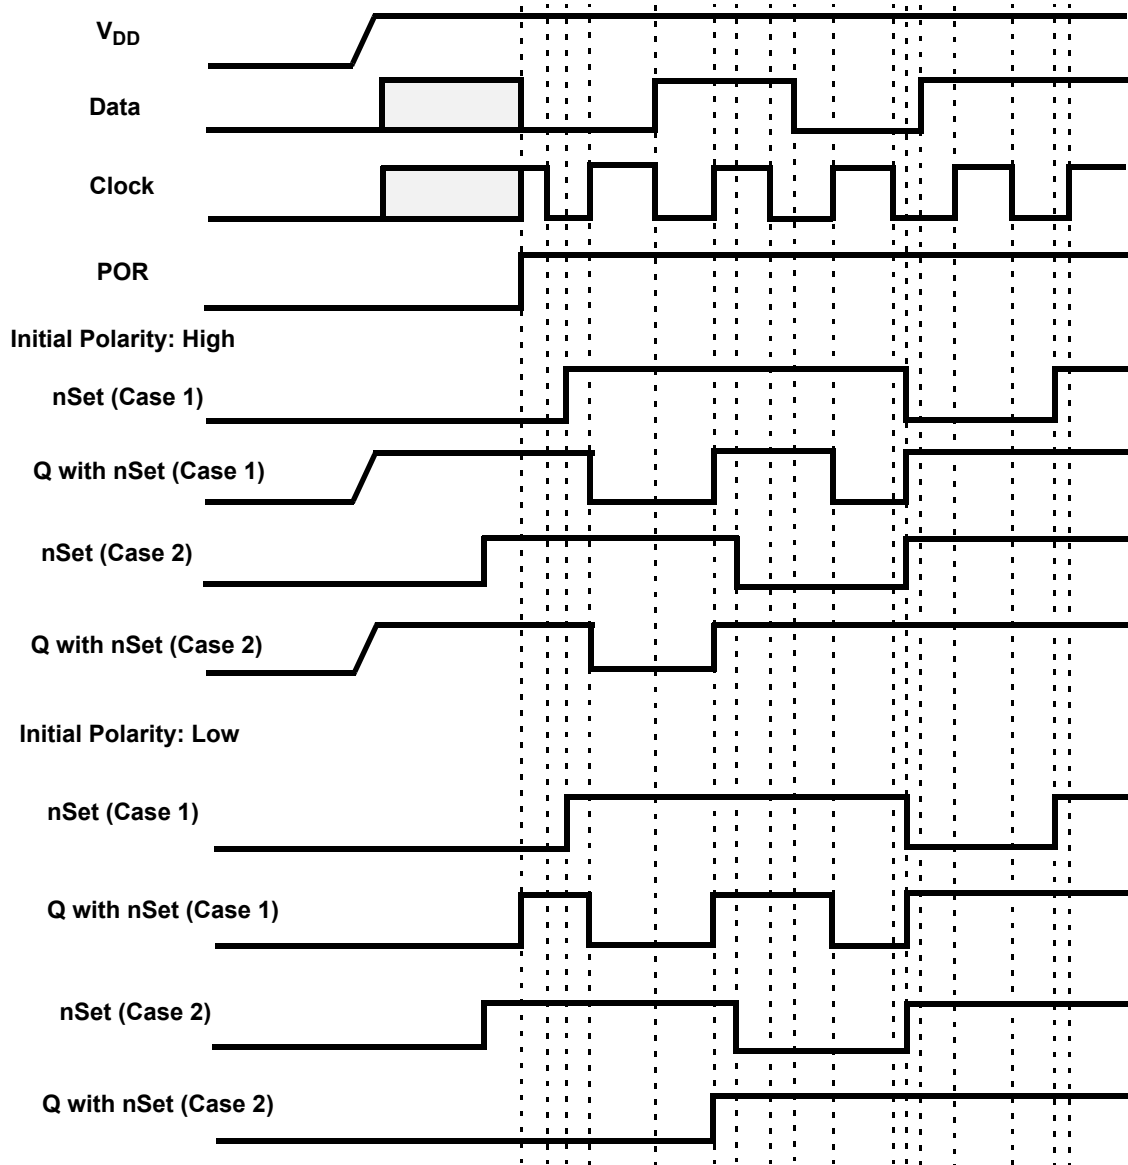 VDD
Data
Clock
POR
Initial Polarity: High
nSet (Case 1)
Q with nSet (Case 1)
nSet (Case 2)
Q with nSet (Case 2)
Initial Polarity: Low
nSet (Case 1)
Q with nSet (Case 1)
nSet (Case 2)
Q with nSet (Case 2)